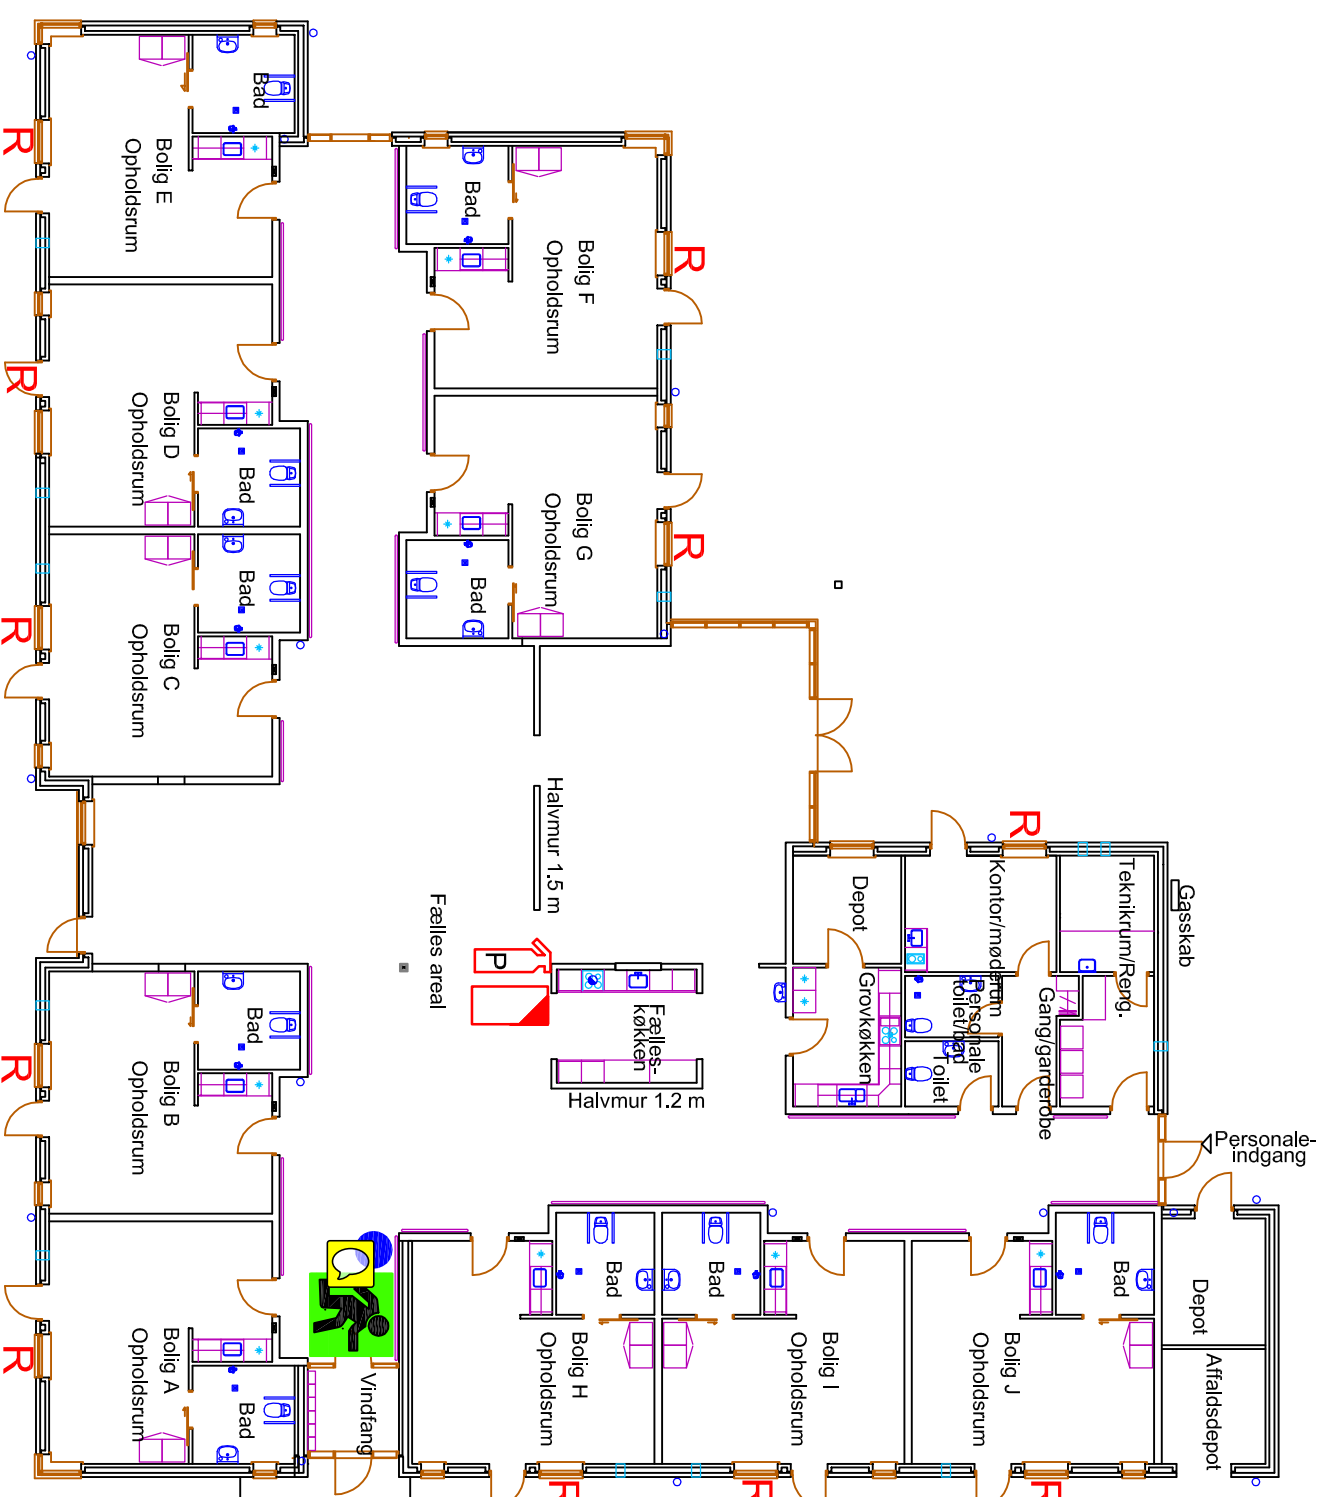 Bad
Bolig E
Opholdsrum
R
Bad
Bolig F
Opholdsrum
R
Bolig D
Opholdsrum
R
Bad
Bolig G
Opholdsrum
R
Bad
Bad
Bolig C
Opholdsrum
R
Halvmur 1.5 m
Fælles areal
P
Fælles-
køkken
Halvmur 1.2 m
Depot
Grovkøkken
R
Kontor/møderum
Personale
toilet/bad
Toilet
Gang/garderobe
Teknikrum/Reng.
Gasskab
Personale-
indgang
Bad
Bolig B
Opholdsrum
R
Bolig A
Opholdsrum
R
Bad
Vindfang
Bad
Bolig H
Opholdsrum
R
Bad
Bolig I
Opholdsrum
R
Bad
Bolig J
Opholdsrum
R
Depot
Affaldsdepot